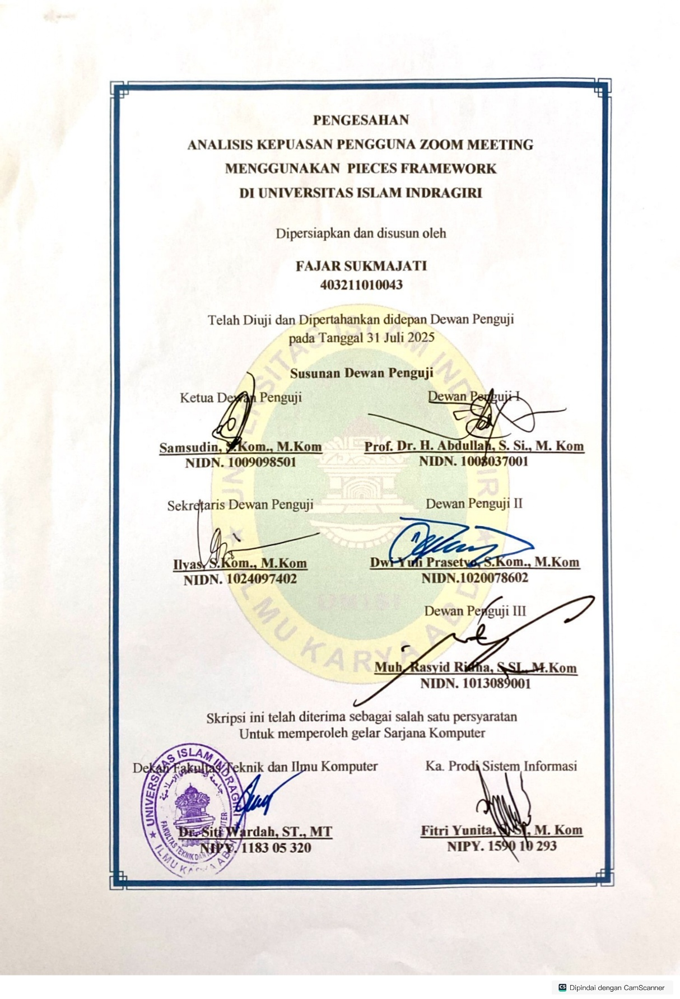 PENGESAHAN
ANALISIS KEPUASAN PENGGUNA ZOOM MEETING
MENGGUNAKAN PIECES FRAMEWORK
DI UNIVERSITAS ISLAM INDRAGIRI
Dipersiapkan dan disusun oleh
FAJAR SUKMAJATI
403211010043
Telah Diuji dan Dipertahankan didepan Dewan Penguji
pada Tanggal 31 Juli 2025
Susunan Dewan Penguji
Ketua Dewan Penguji
Samsudin, S.Kom., M.Kom
NIDN. 1009098501
Dewan Penguji I
Prof. Dr. H. Abdullah, S. Si., M. Kom
NIDN. 1008037001
Sekretaris Dewan Penguji
Ilyas, S.Kom., M.Kom
NIDN. 1024097402
Dewan Penguji II
Dwi Yuli Prasetyo, S.Kom., M.Kom
NIDN.1020078602
Dewan Penguji III
Muh. Rasyid Ridha, S.SI., M.Kom
NIDN. 1013089001
UNIVERSITAS ISLAM INDRAGIRI
ILMU KARYA ABDI
UNISI
Skripsi ini telah diterima sebagai salah satu persyaratan
Untuk memperoleh gelar Sarjana Komputer
Dekan Fakultas Teknik dan Ilmu Komputer
Dr. Siti Wardah, ST., MT
NIPY. 1183 05 320
Ka. Prodi Sistem Informasi
Fitri Yunita, M. Kom
NIPY. 1590 10 293
UNIVERSITAS ISLAM INDRAGIRI
FAKULTAS TEKNIK DAN KOMPUTER
ILMU KARYA ABDI
CS Dipindai dengan CamScanner